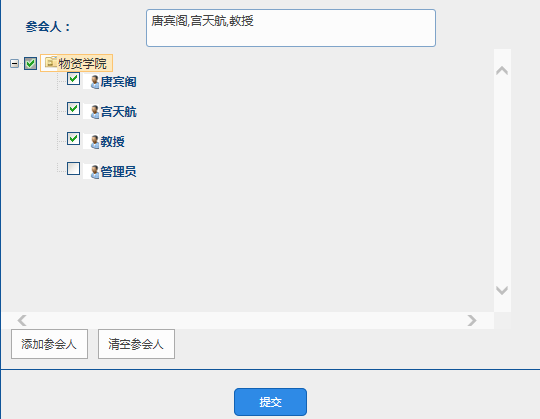 参会人：
唐宾阁,宫天航,教授
物资学院
唐宾阁
宫天航
教授
管理员
添加参会人 清空参会人
提交